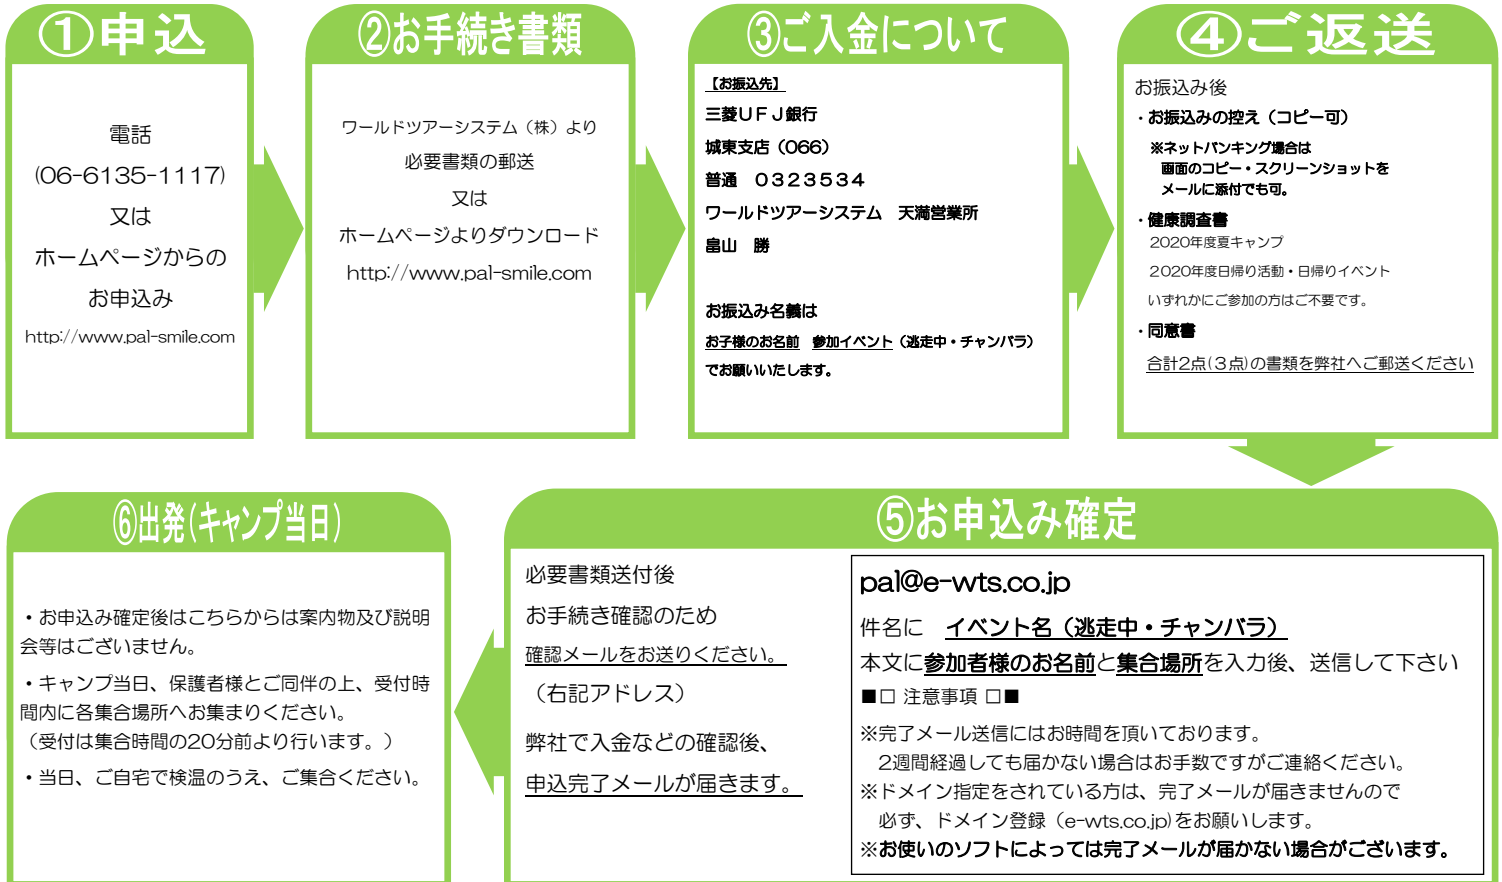 ①申込
電話
(06-6135-1117)
又は
ホームページからの
お申込み
http://www.pal-smile.com
②お手続き書類
ワールドツアーシステム（株）より
必要書類の郵送
又は
ホームページよりダウンロード
http://www.pal-smile.com
③ご入金について
【お振込先】
三菱ＵＦＪ銀行
城東支店（066）
普通　０３２３５３４
ワールドツアーシステム　天満営業所
畠山　勝
お振込み名義は
お子様のお名前　参加イベント（逃走中・チャンバラ）
でお願いいたします。
④ご返送
お振込み後
・お振込みの控え（コピー可）
※ネットバンキング場合は
画面のコピー・スクリーンショットを
メールに添付でも可。
・健康調査書
2020年度夏キャンプ
2020年度日帰り活動・日帰りイベント
いずれかにご参加の方はご不要です。
・同意書
合計2点(３点)の書類を弊社へご郵送ください
⑤お申込み確定
必要書類送付後
お手続き確認のため
確認メールをお送りください。
（右記アドレス）
弊社で入金などの確認後、
申込完了メールが届きます。
pal@e-wts.co.jp
件名に　イベント名（逃走中・チャンバラ）
本文に参加者様のお名前と集合場所を入力後、送信して下さい
■□ 注意事項 □■
※完了メール送信にはお時間を頂いております。
2週間経過しても届かない場合はお手数ですがご連絡ください。
※ドメイン指定をされている方は、完了メールが届きませんので
必ず、ドメイン登録（e-wts.co.jp)をお願いします。
※お使いのソフトによっては完了メールが届かない場合がございます。
⑥出発(キャンプ当日)
・お申込み確定後はこちらからは案内物及び説明
会等はございません。
・キャンプ当日、保護者様とご同伴の上、受付時
間内に各集合場所へお集まりください。
（受付は集合時間の20分前より行います。）
・当日、ご自宅で検温のうえ、ご集合ください。